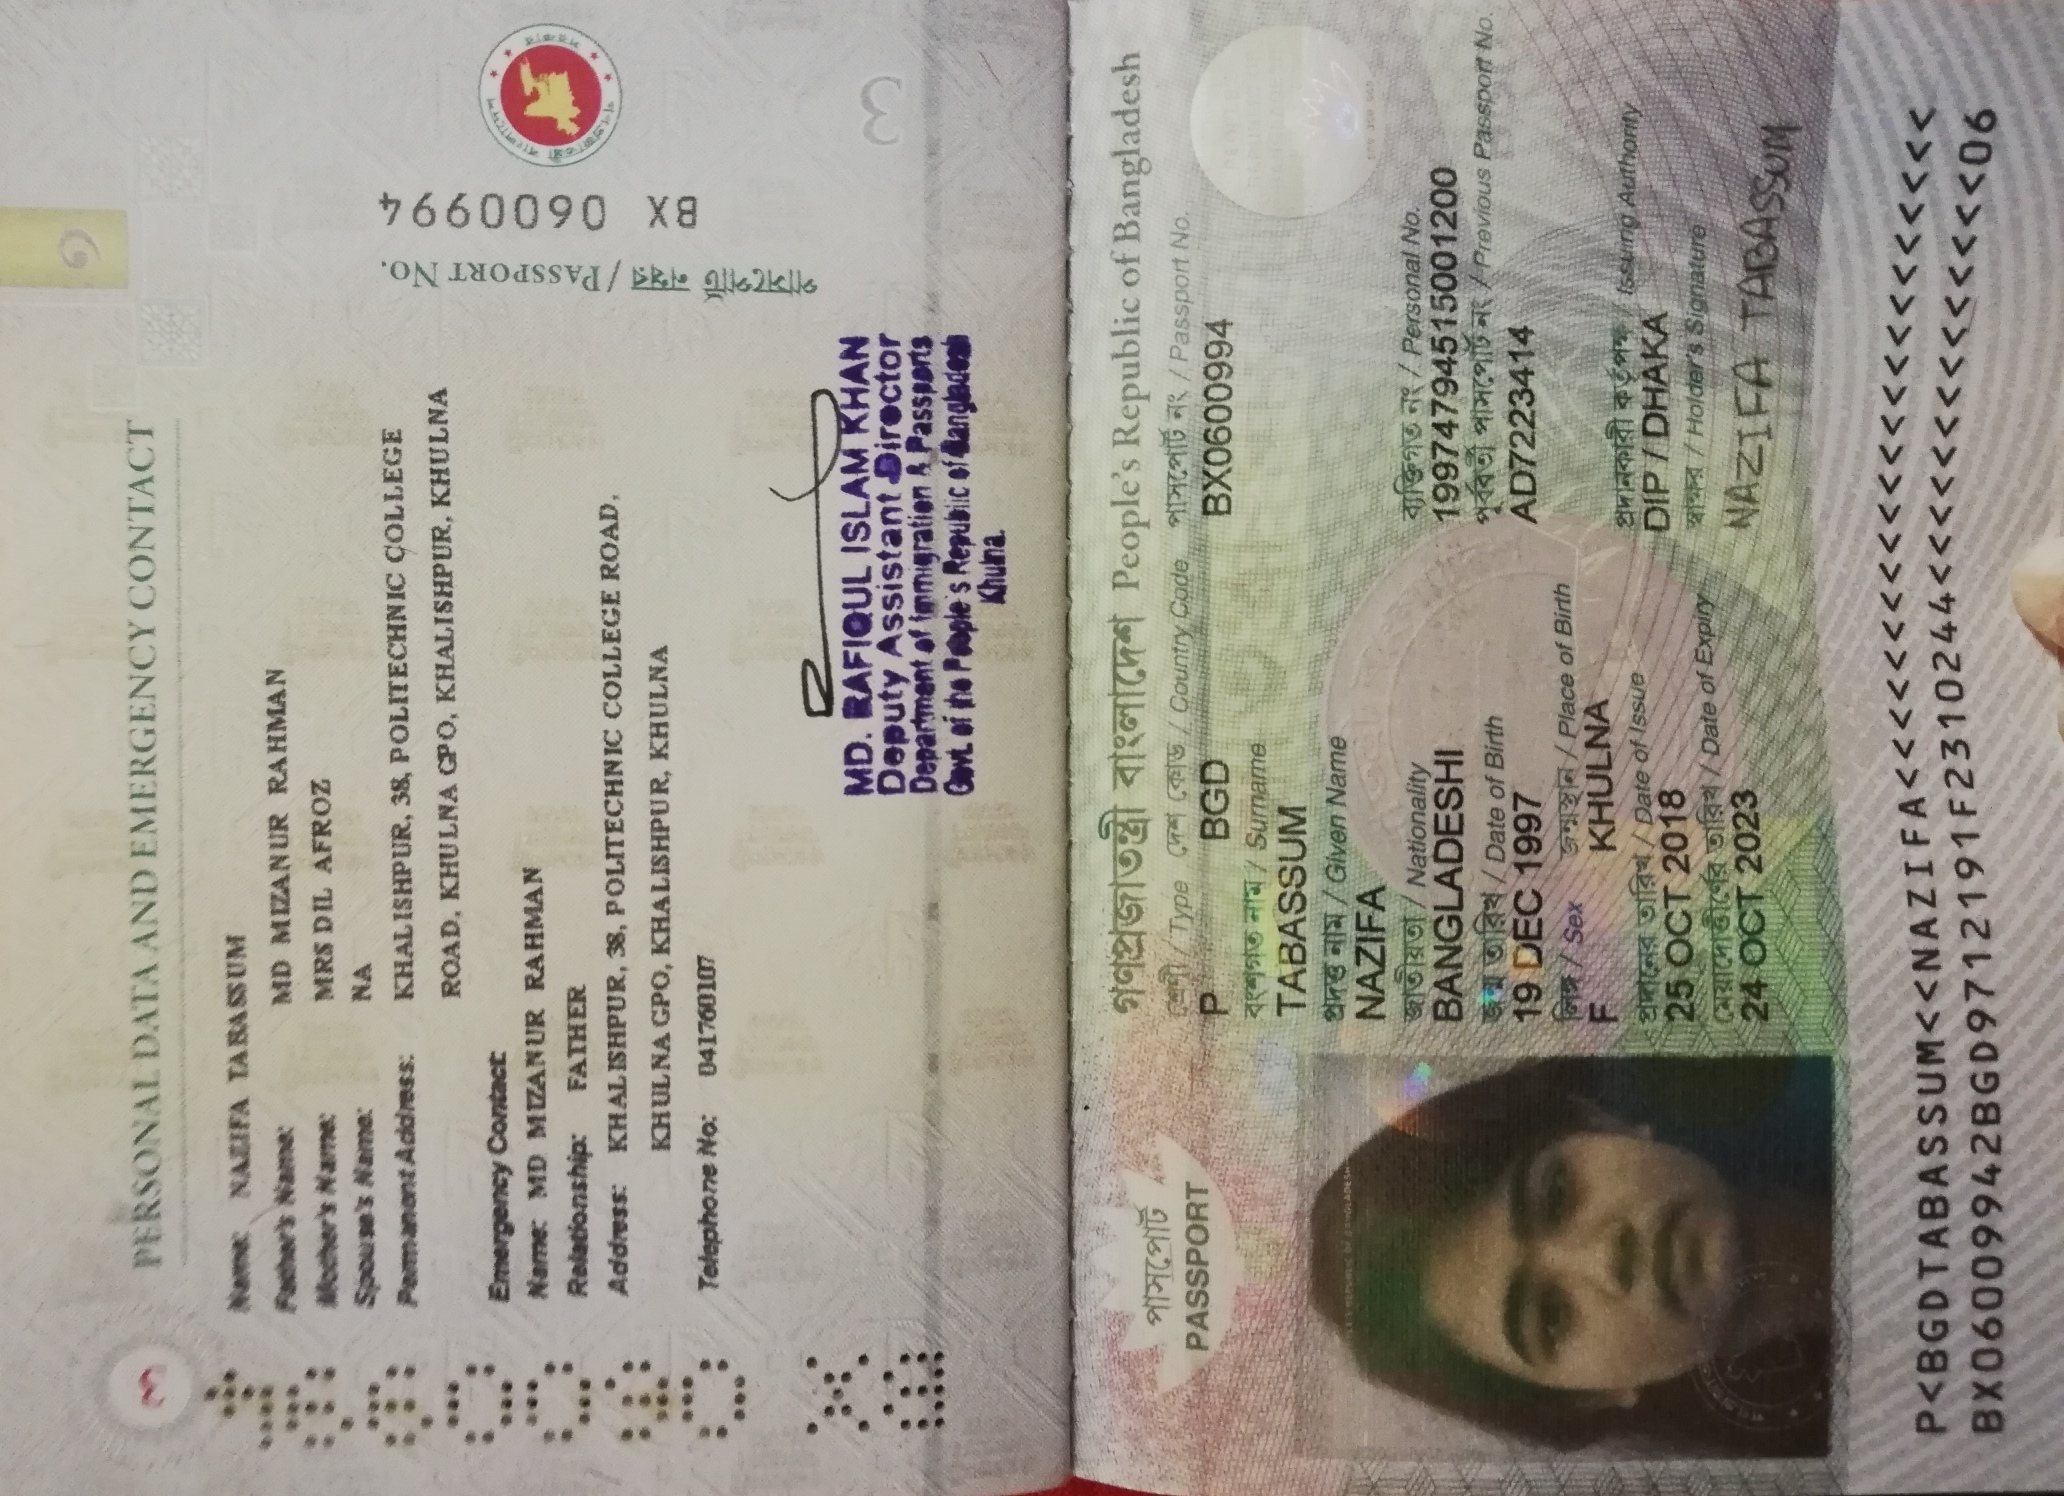 PERSONAL DATA AND EMERGENCY CONTACT
Name: NAZIFA TABASSUM
Father's Name: MD MIZANUR RAHMAN
Mother's Name: MRS DIL AFROZ
Spouse's Name: NA
Permanent Address: KHALISHPUR, 38, POLITECHNIC COLLEGE
ROAD, KHULNA GPO, KHALISHPUR, KHULNA
Emergency Contact:
Name: MD MIZANUR RAHMAN
Relationship: FATHER
Address: KHALISHPUR, 38, POLITECHNIC COLLEGE ROAD,
KHULNA GPO, KHALISHPUR, KHULNA
Telephone No: 041760107
৩
3
পাসপোর্ট নম্বর / PASSPORT NO.
BX 0600994
MD. RAFIQUL ISLAM KHAN
Deputy Assistant Director
Department of Immigration & Passports
Govt. of the People's Republic of Bangladesh
Khulna.
গণপ্রজাতন্ত্রী বাংলাদেশ People's Republic of Bangladesh
পাসপোর্ট
PASSPORT
শ্রেণী / Type দেশ কোড / Country Code পাসপোর্ট নং / Passport No.
P BGD BX0600994
বংশগত নাম / Surname
TABASSUM
প্রদত্ত নাম / Given Name
NAZIFA
জাতীয়তা / Nationality ব্যক্তিগত নং / Personal No.
BANGLADESHI 19974794515001200
জন্ম তারিখ / Date of Birth পূর্ববর্তী পাসপোর্ট নং / Previous Passport No.
19 DEC 1997 AD7223414
লিঙ্গ / Sex জন্মস্থান / Place of Birth
F KHULNA
প্রদানের তারিখ / Date of Issue প্রদানকারী কর্তৃপক্ষ / Issuing Authority
25 OCT 2018 DIP / DHAKA
মেয়াদোত্তীর্ণের তারিখ / Date of Expiry স্বাক্ষর / Holder's Signature
24 OCT 2023 NAZIFA TABASSUM
P<BGDTABASSUM<<NAZIFA<<<<<<<<<<<<<<<<<<<<<<<
BX06009942BGD9712191F2310244<<<<<<<<<<<<<<06